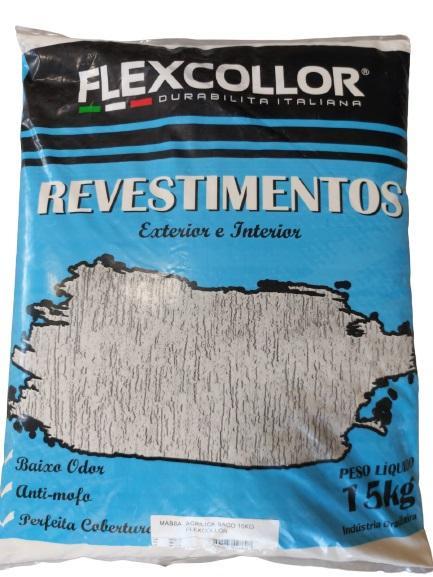 FLEXCOLLOR®
DURABILITA ITALIANA
REVESTIMENTOS
Exterior e Interior
Baixo Odor
Anti-mofo
Perfeita Cobertura
PESO LÍQUIDO
15kg
Indústria Brasileira
MASSA ACRILICA SACO 15KG
FLEXCOLLOR